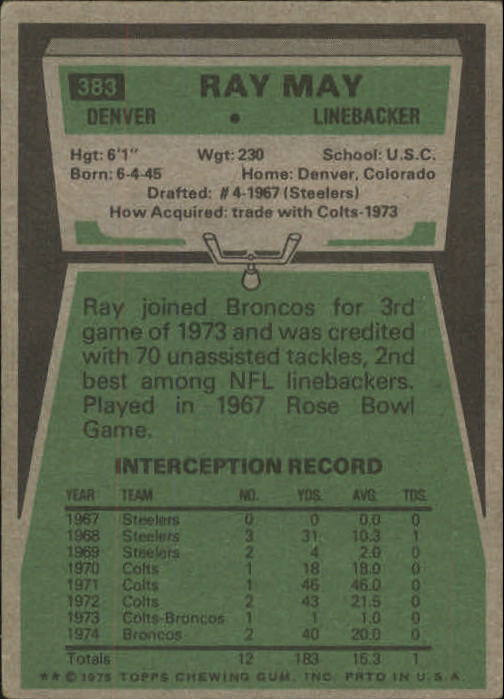 383 RAY MAY
DENVER • LINEBACKER
Hgt: 6'1" Wgt: 230 School: U.S.C.
Born: 6-4-45 Home: Denver, Colorado
Drafted: #4-1967 (Steelers)
How Acquired: trade with Colts-1973
Ray joined Broncos for 3rd
game of 1973 and was credited
with 70 unassisted tackles, 2nd
best among NFL linebackers.
Played in 1967 Rose Bowl
Game.
INTERCEPTION RECORD
YEAR TEAM NO. YDS. AVG. TDS.
1967 Steelers 0 0 0.0 0
1968 Steelers 3 31 10.3 1
1969 Steelers 2 4 2.0 0
1970 Colts 1 18 18.0 0
1971 Colts 1 46 46.0 0
1972 Colts 2 43 21.5 0
1973 Colts-Broncos 1 1 1.0 0
1974 Broncos 2 40 20.0 0
Totals 12 183 15.3 1
** © 1975 TOPPS CHEWING GUM, INC. PRTD IN U.S.A.